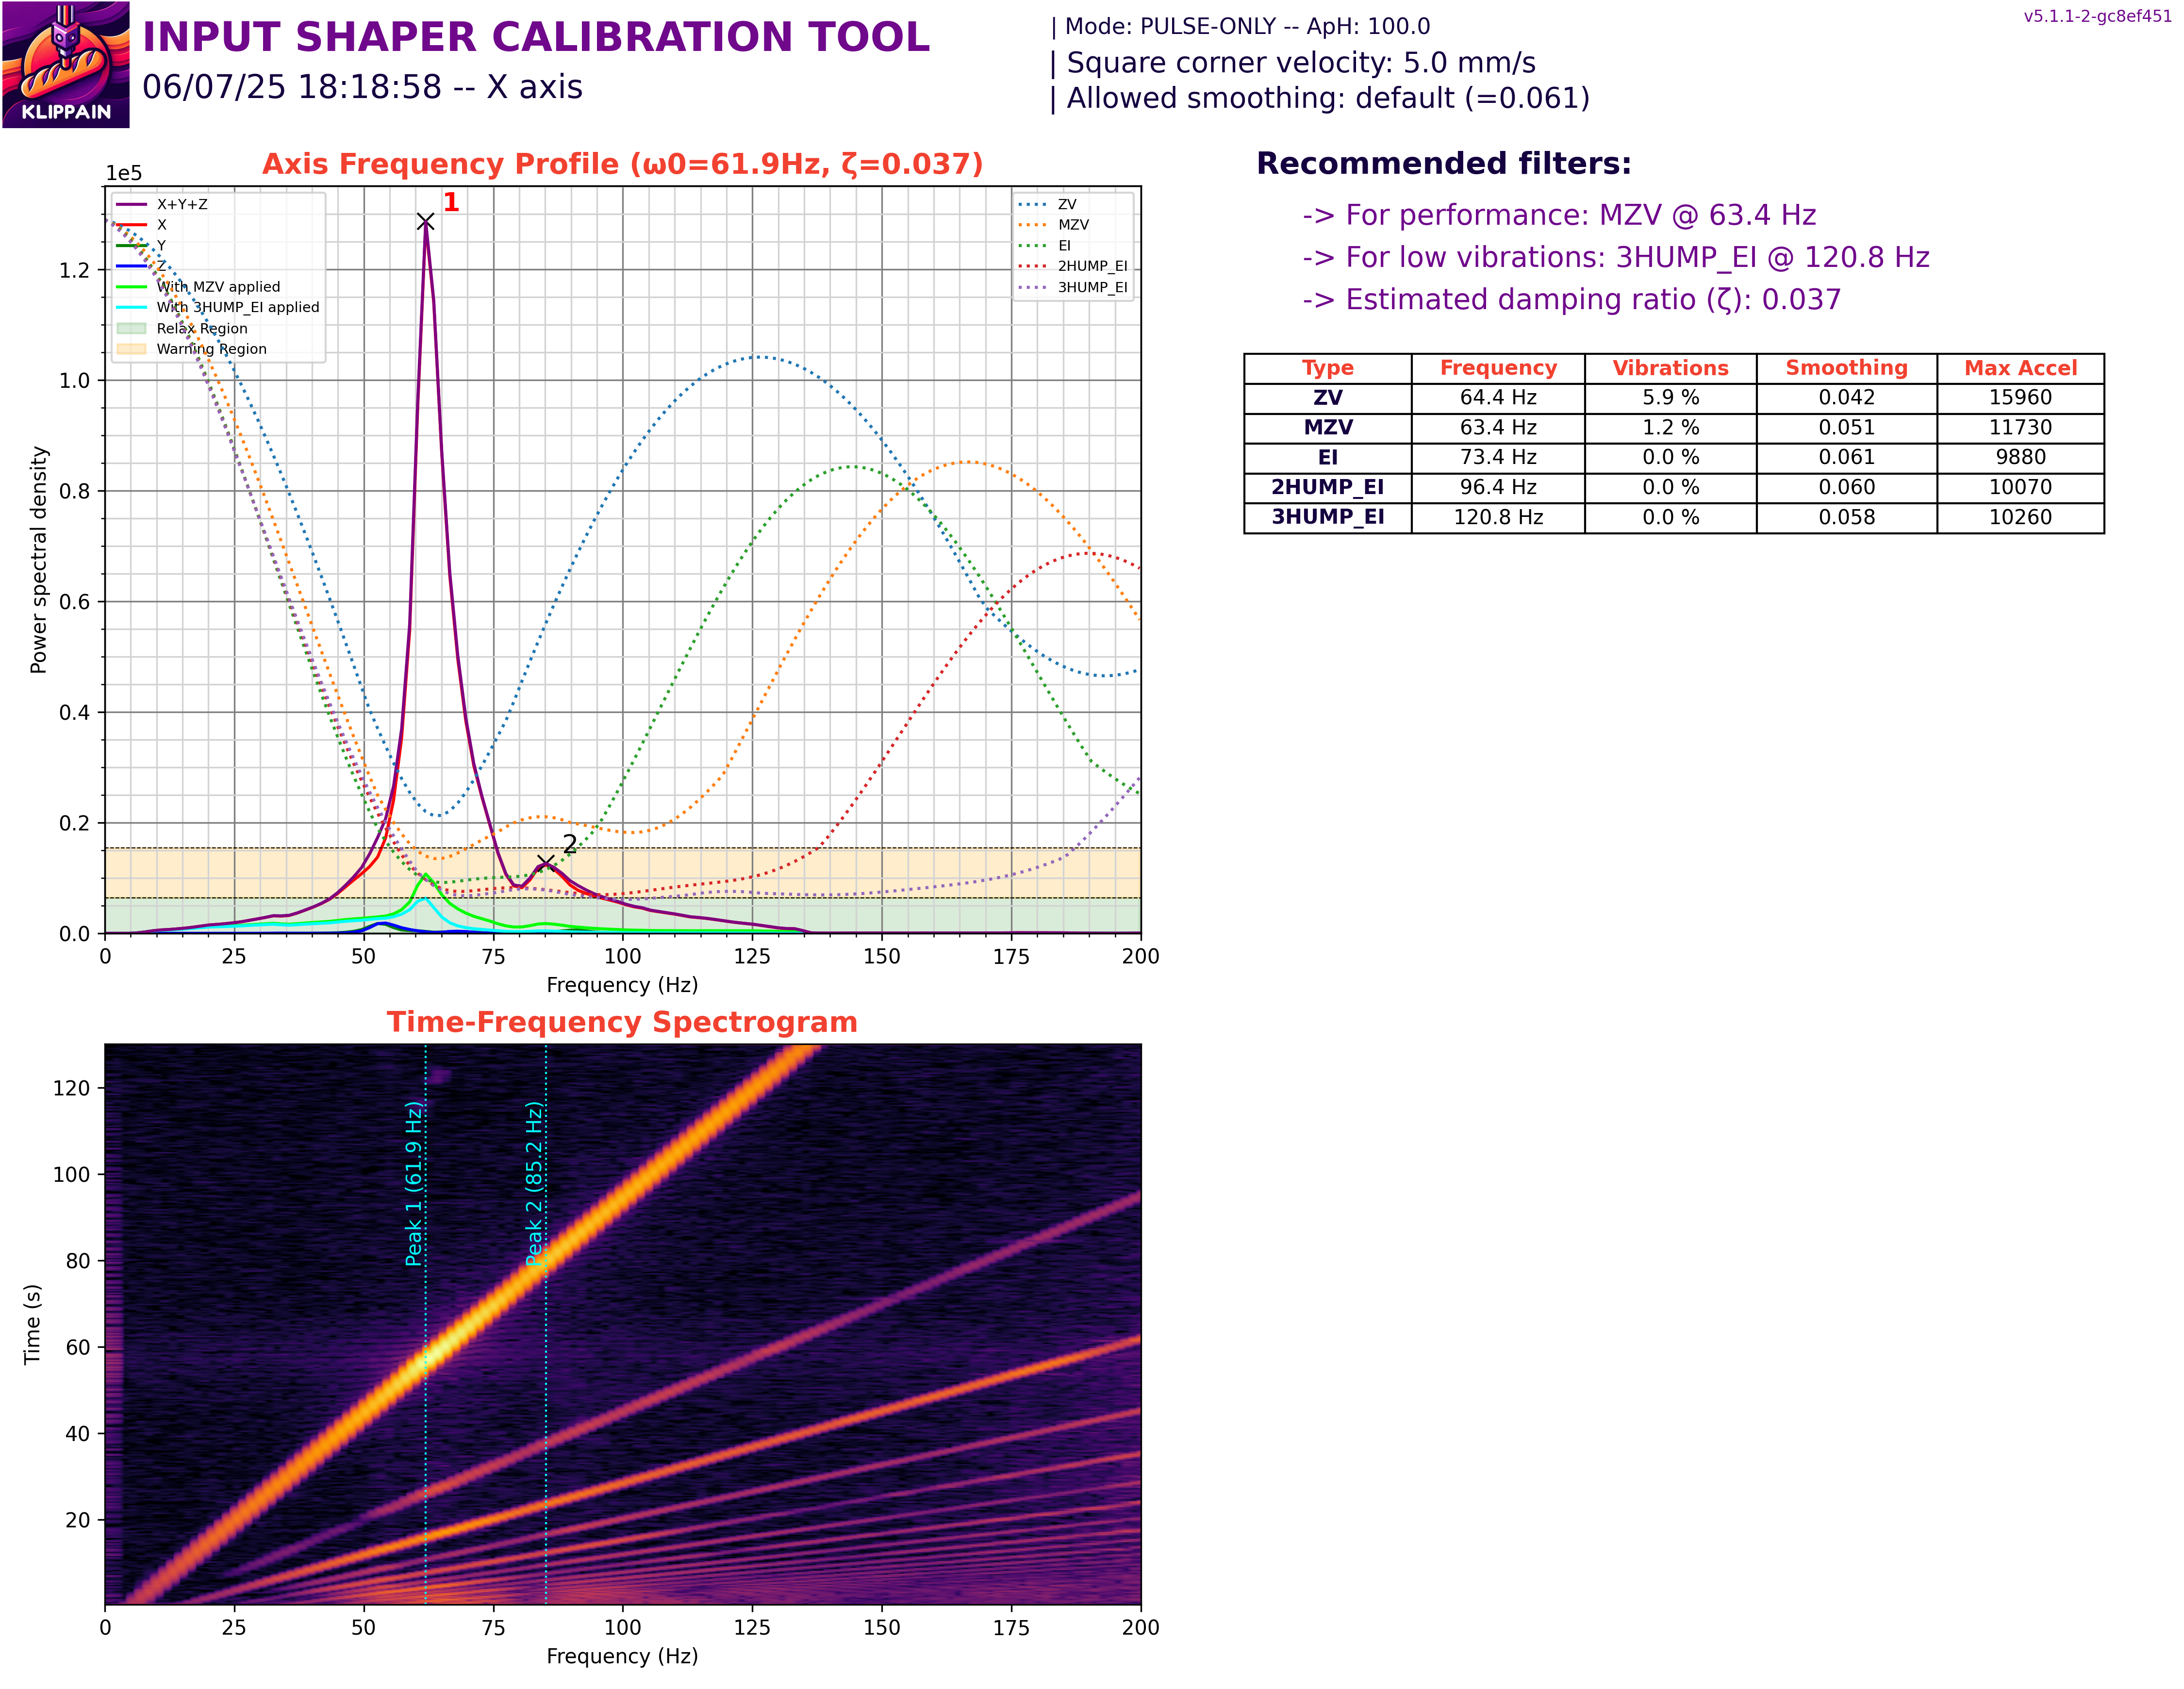 v5.1.1-2-gc8ef451
KLIPPAIN
INPUT SHAPER CALIBRATION TOOL
06/07/25 18:18:58 -- X axis
| Mode: PULSE-ONLY -- ApH: 100.0
| Square corner velocity: 5.0 mm/s
| Allowed smoothing: default (=0.061)
Axis Frequency Profile (ω0=61.9Hz, ζ=0.037)
1e5
X+Y+Z
X
Y
Z
With MZV applied
With 3HUMP_EI applied
Relax Region
Warning Region
ZV
MZV
EI
2HUMP_EI
3HUMP_EI
1
2
Power spectral density
1.2
1.0
0.8
0.6
0.4
0.2
0.0
0 25 50 75 100 125 150 175 200
Frequency (Hz)
Recommended filters:
-> For performance: MZV @ 63.4 Hz
-> For low vibrations: 3HUMP_EI @ 120.8 Hz
-> Estimated damping ratio (ζ): 0.037
Type Frequency Vibrations Smoothing Max Accel
ZV 64.4 Hz 5.9 % 0.042 15960
MZV 63.4 Hz 1.2 % 0.051 11730
EI 73.4 Hz 0.0 % 0.061 9880
2HUMP_EI 96.4 Hz 0.0 % 0.060 10070
3HUMP_EI 120.8 Hz 0.0 % 0.058 10260
Time-Frequency Spectrogram
Time (s)
120
100
80
60
40
20
Peak 1 (61.9 Hz)
Peak 2 (85.2 Hz)
0 25 50 75 100 125 150 175 200
Frequency (Hz)